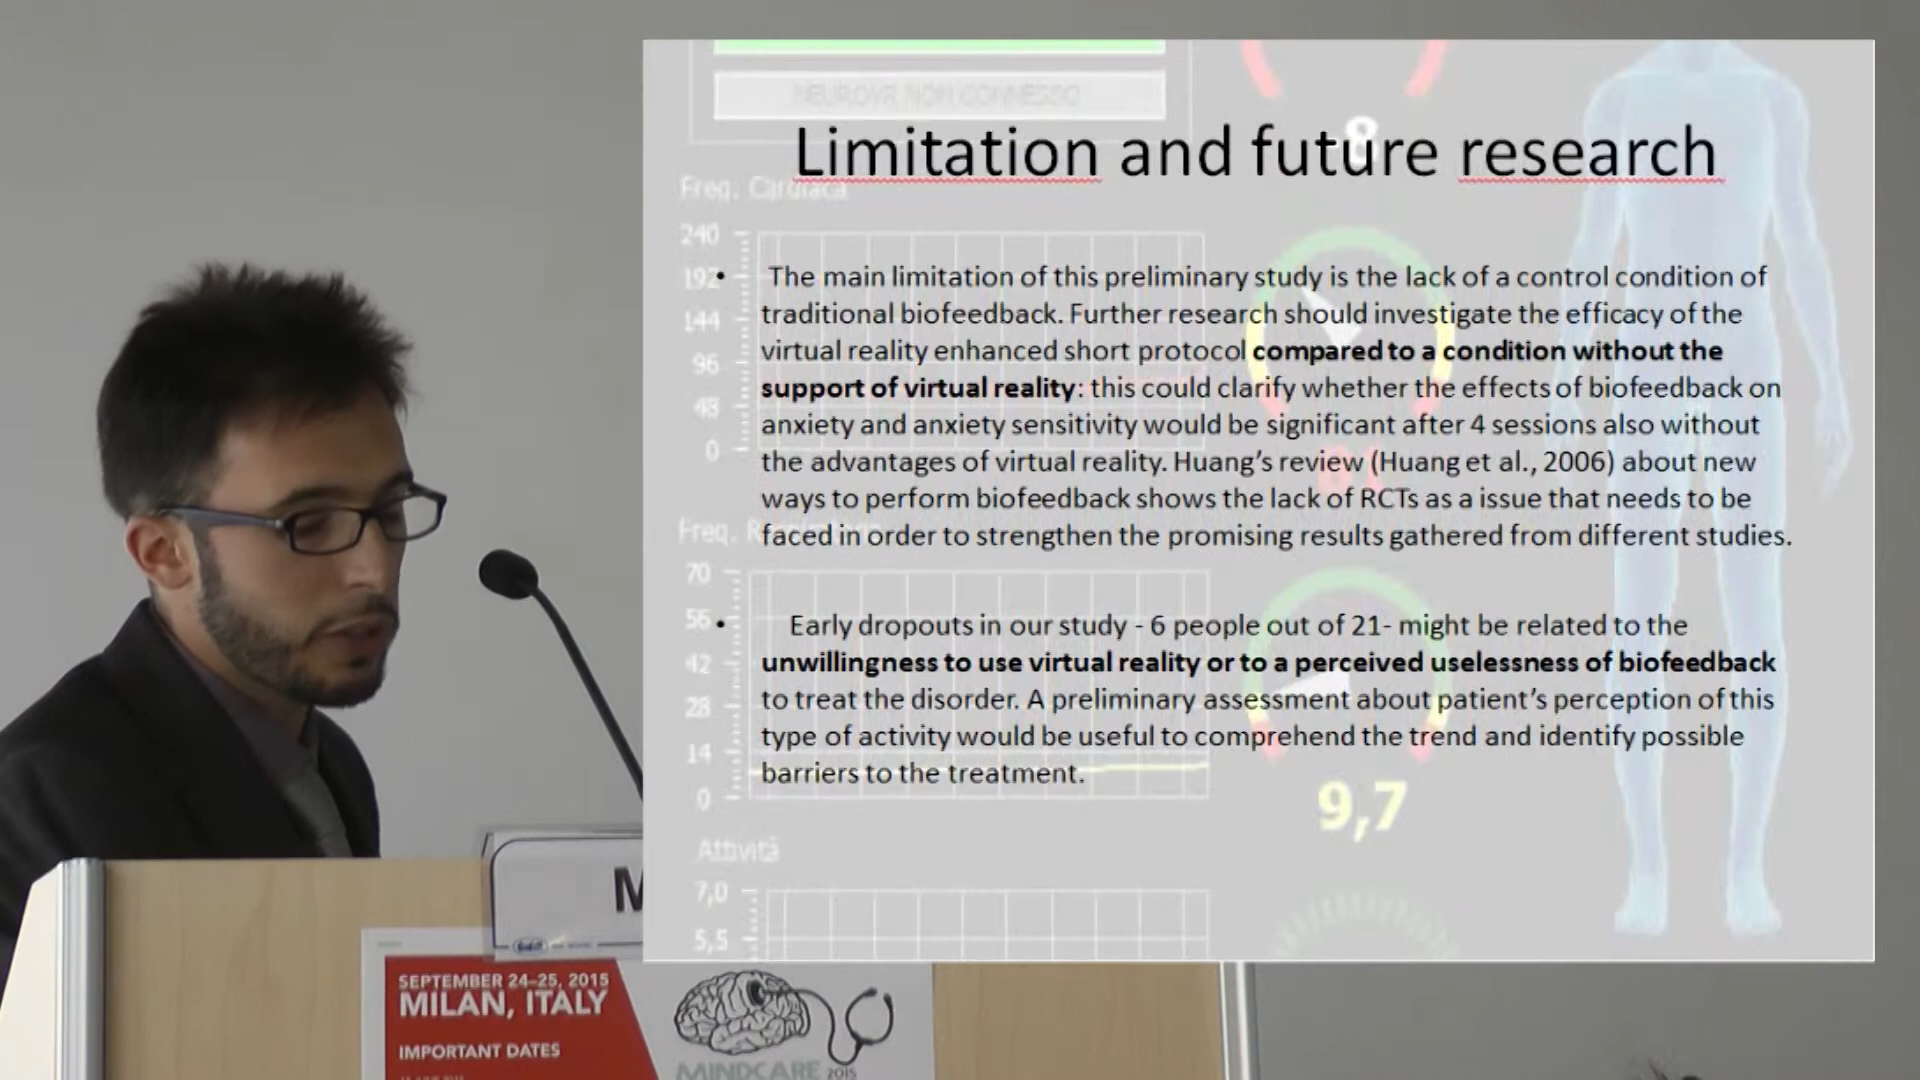 NEUROVR NON CONNESSO
8
Limitation and future research
Freq. Cardiaca
240
192
144
96
48
0
• The main limitation of this preliminary study is the lack of a control condition of
traditional biofeedback. Further research should investigate the efficacy of the
virtual reality enhanced short protocol compared to a condition without the
support of virtual reality: this could clarify whether the effects of biofeedback on
anxiety and anxiety sensitivity would be significant after 4 sessions also without
the advantages of virtual reality. Huang's review (Huang et al., 2006) about new
ways to perform biofeedback shows the lack of RCTs as a issue that needs to be
faced in order to strengthen the promising results gathered from different studies.
Freq.
70
56
42
28
14
0
• Early dropouts in our study - 6 people out of 21- might be related to the
unwillingness to use virtual reality or to a perceived uselessness of biofeedback
to treat the disorder. A preliminary assessment about patient's perception of this
type of activity would be useful to comprehend the trend and identify possible
barriers to the treatment.
9,7
Attività
7,0
5,5
M
SEPTEMBER 24-25, 2015
MILAN, ITALY
IMPORTANT DATES
MINDCARE 2015